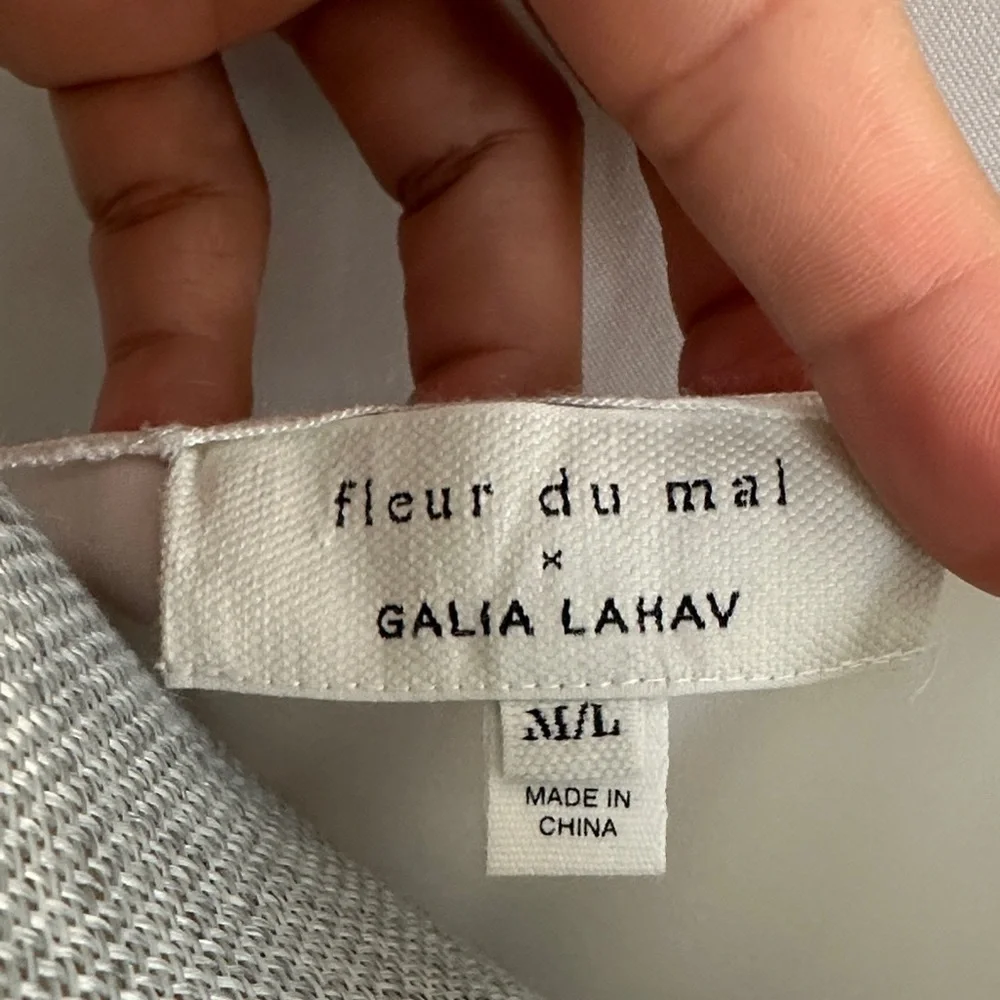 fleur du mal
×
GALIA LAHAV
M/L
MADE IN
CHINA